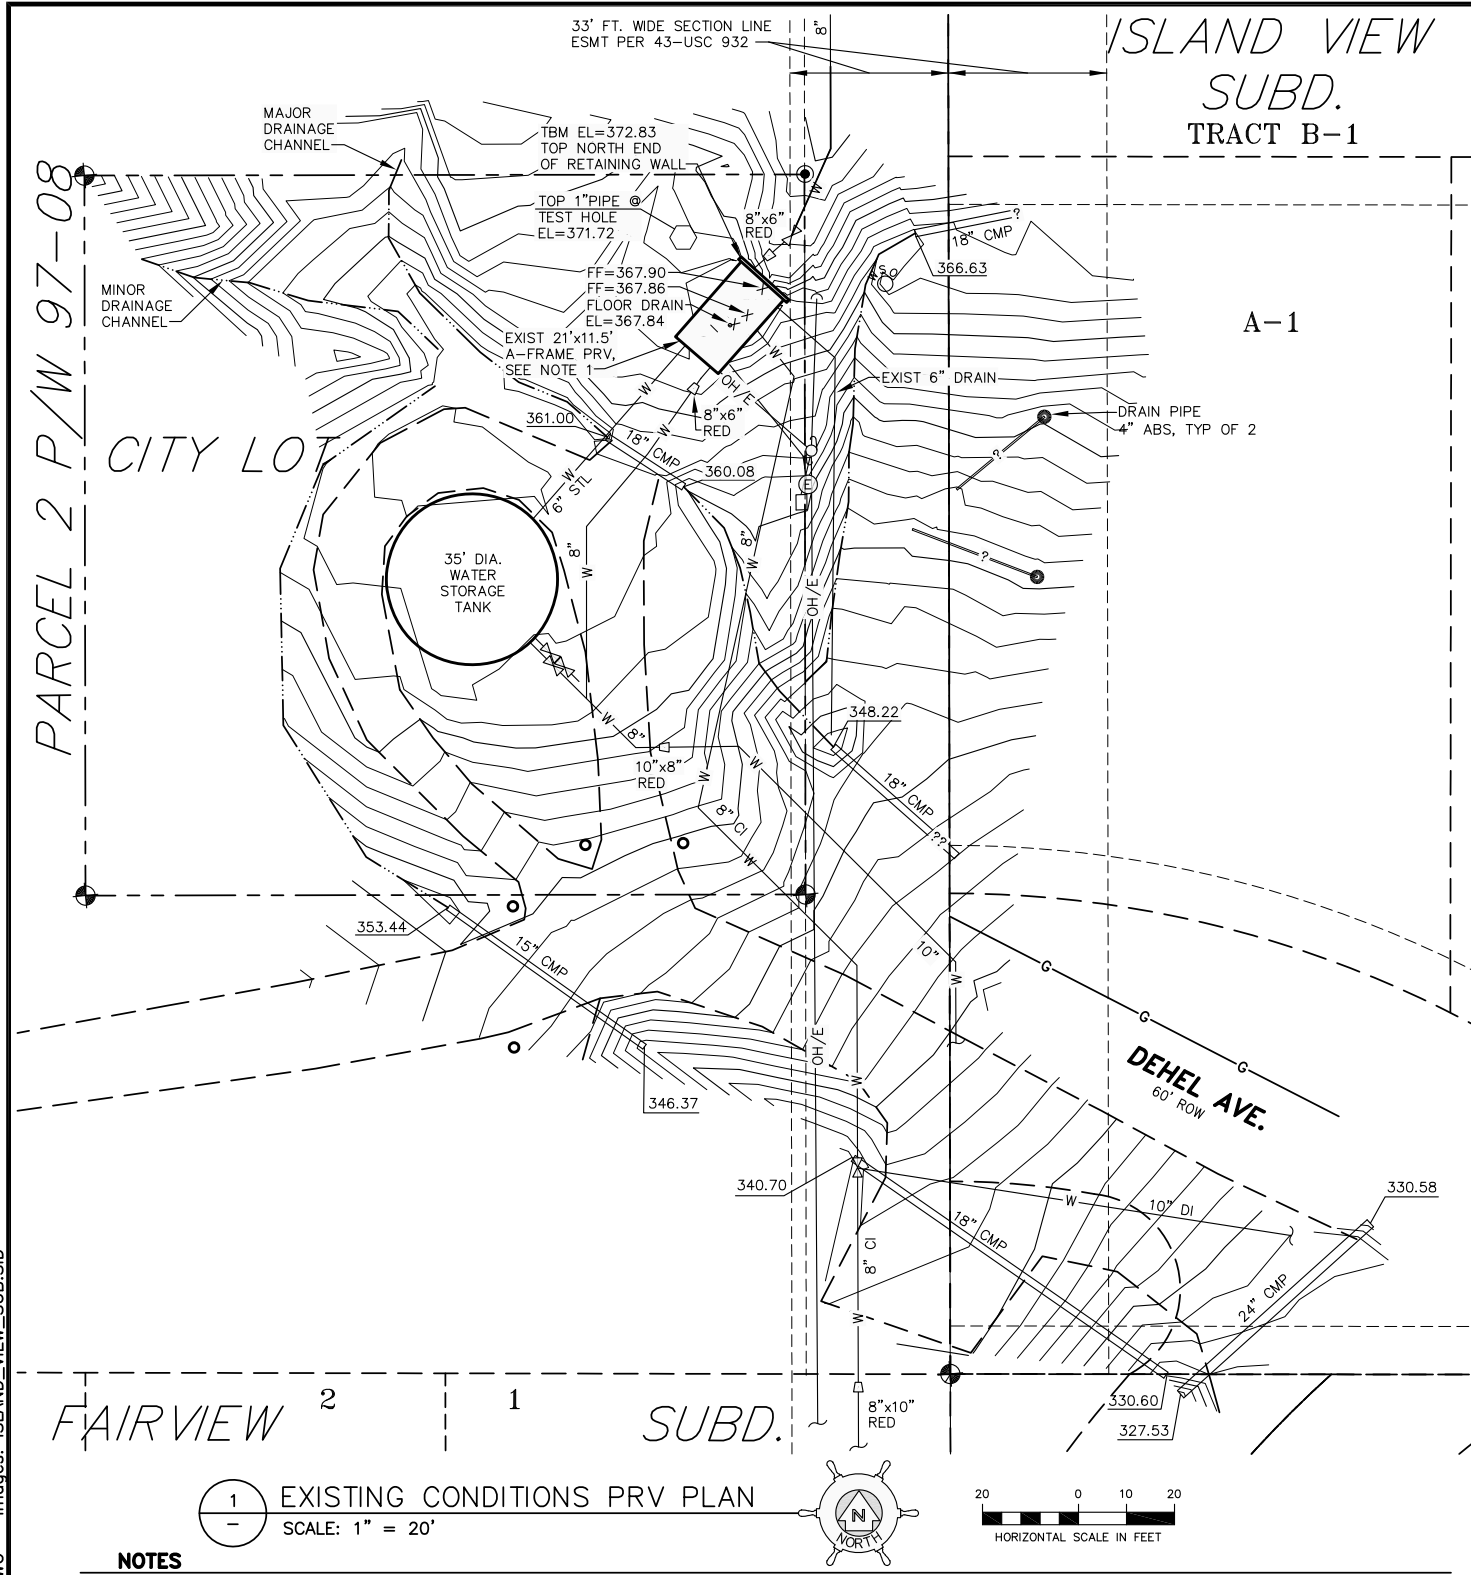 33' FT. WIDE SECTION LINE
ESMT PER 43-USC 932
8"
ISLAND VIEW
SUBD.
TRACT B-1
MAJOR
DRAINAGE
CHANNEL
TBM EL=372.83
TOP NORTH END
OF RETAINING WALL
TOP 1"PIPE @
TEST HOLE
EL=371.72
8"x6"
RED
W
?
18" CMP
366.63
WSO
MINOR
DRAINAGE
CHANNEL
FF=367.90
FF=367.86
FLOOR DRAIN
EL=367.84
EXIST 21'x11.5'
A-FRAME PRV,
SEE NOTE 1
A-1
PARCEL 2 P/W 97-08
CITY LOT
W
OH/E
EXIST 6" DRAIN
W
W
8"x6"
RED
361.00
18" CMP
360.08
W
6" STL
DRAIN PIPE
4" ABS, TYP OF 2
?
E
8"
W
8"
W
?
OH/E
35' DIA.
WATER
STORAGE
TANK
348.22
W
8"
10"x8"
RED
W
W
18" CMP
??
8" CI
W
353.44
15" CMP
10"
W
G
G
G
OH/E
W
DEHEL AVE.
60' ROW
346.37
340.70
W
10" DI
330.58
18" CMP
8" CI
W
24" CMP
330.60
327.53
8"x10"
RED
FAIRVIEW
2
1
SUBD.
1
-
EXISTING CONDITIONS PRV PLAN
SCALE: 1" = 20'
N
NORTH
20 0 10 20
HORIZONTAL SCALE IN FEET
NOTES